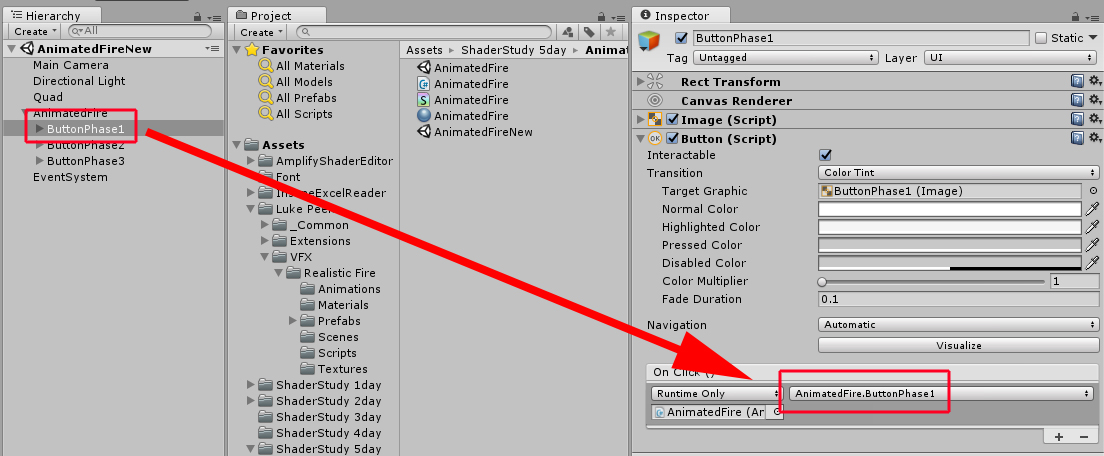 Hierarchy
Create
All
AnimatedFireNew
Main Camera
Directional Light
Quad
AnimatedFire
ButtonPhase1
ButtonPhase2
ButtonPhase3
EventSystem
Project
Create
Favorites
All Materials
All Models
All Prefabs
All Scripts
Assets
AmplifyShaderEditor
Font
Luke Peek
_Common
Extensions
VFX
Realistic Fire
Animations
Materials
Prefabs
Scenes
Scripts
Textures
ShaderStudy 1day
ShaderStudy 2day
ShaderStudy 3day
ShaderStudy 4day
ShaderStudy 5day
Assets ShaderStudy 5day Anima
AnimatedFire
AnimatedFire
AnimatedFire
AnimatedFire
AnimatedFireNew
Inspector
ButtonPhase1 Static
Tag Untagged Layer UI
Rect Transform
Canvas Renderer
Image (Script)
OK Button (Script)
Interactable
Transition Color Tint
Target Graphic ButtonPhase1 (Image)
Normal Color
Highlighted Color
Pressed Color
Disabled Color
Color Multiplier 1
Fade Duration 0.1
Navigation Automatic
Visualize
On Click ()
Runtime Only AnimatedFire.ButtonPhase1
AnimatedFire (An